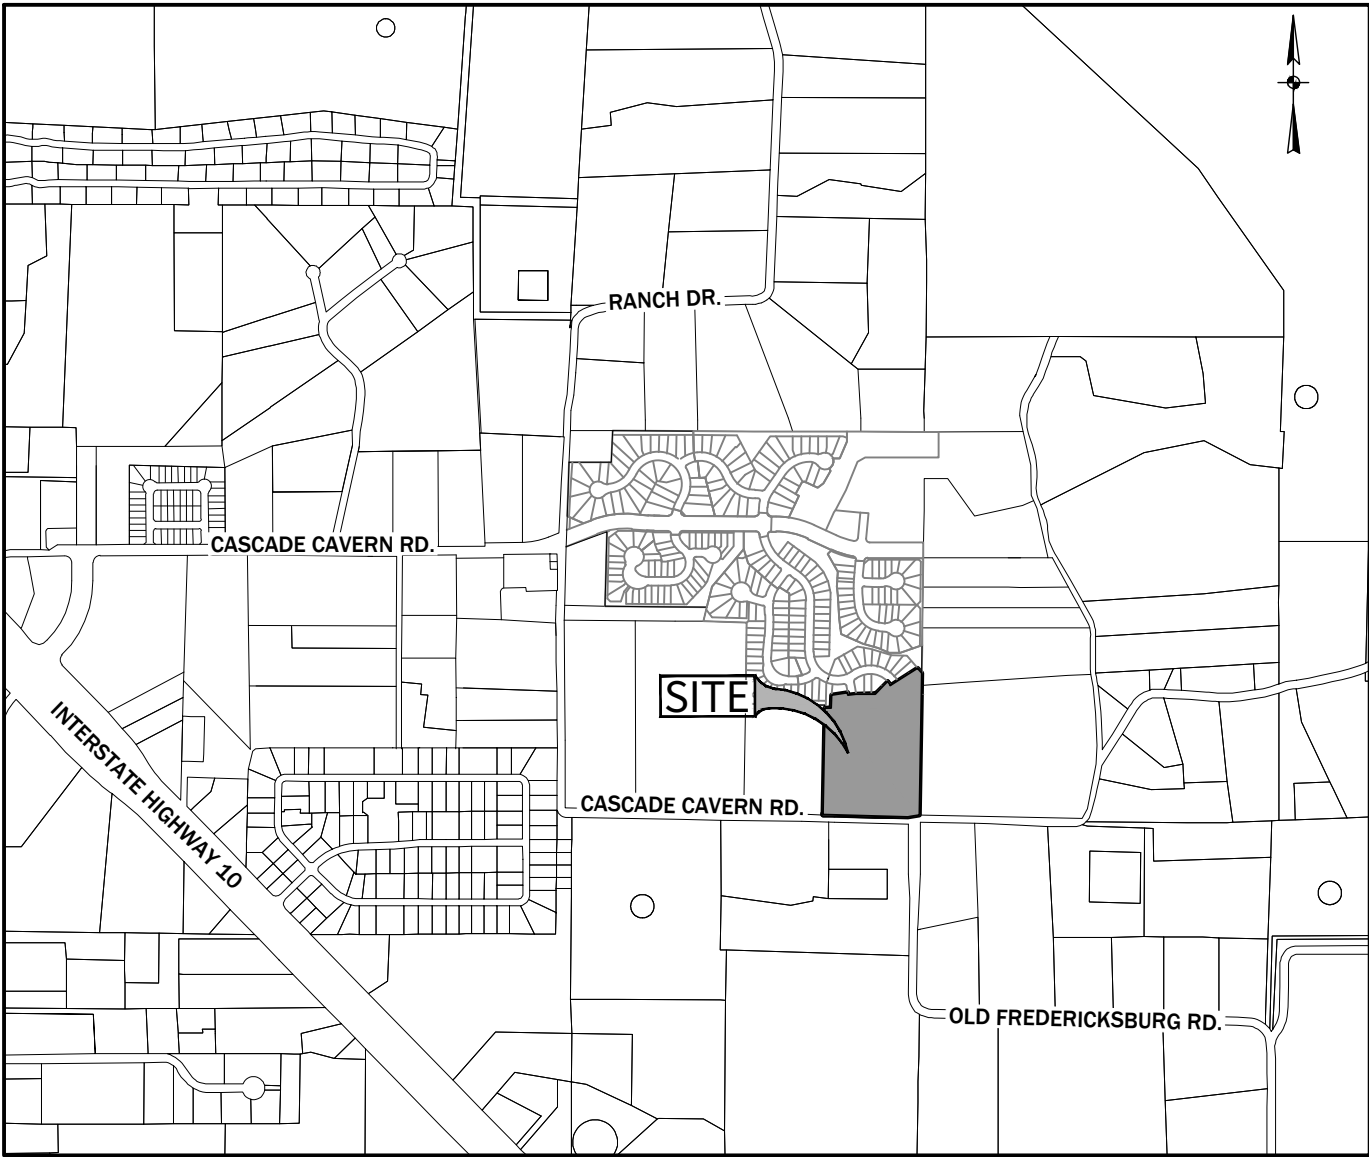 RANCH DR.
CASCADE CAVERN RD.
SITE
INTERSTATE HIGHWAY 10
CASCADE CAVERN RD.
OLD FREDERICKSBURG RD.